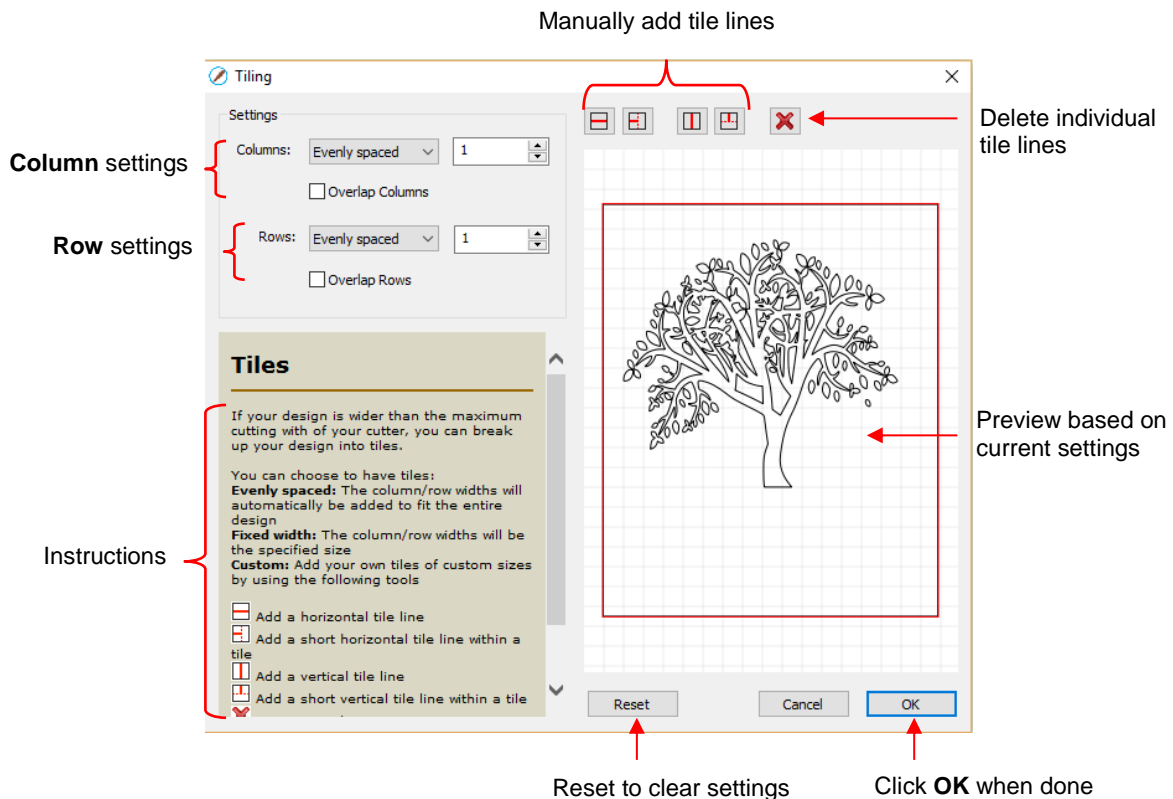 Manually add tile lines
Tiling
Settings
Columns: Evenly spaced 1
Overlap Columns
Rows: Evenly spaced 1
Overlap Rows
Column settings
Row settings
Delete individual
tile lines
Tiles
If your design is wider than the maximum
cutting with of your cutter, you can break
up your design into tiles.
You can choose to have tiles:
Evenly spaced: The column/row widths will
automatically be added to fit the entire
design
Fixed width: The column/row widths will be
the specified size
Custom: Add your own tiles of custom sizes
by using the following tools
Add a horizontal tile line
Add a short horizontal tile line within a
tile
Add a vertical tile line
Add a short vertical tile line within a tile
Instructions
Preview based on
current settings
Reset
Cancel
OK
Reset to clear settings
Click OK when done